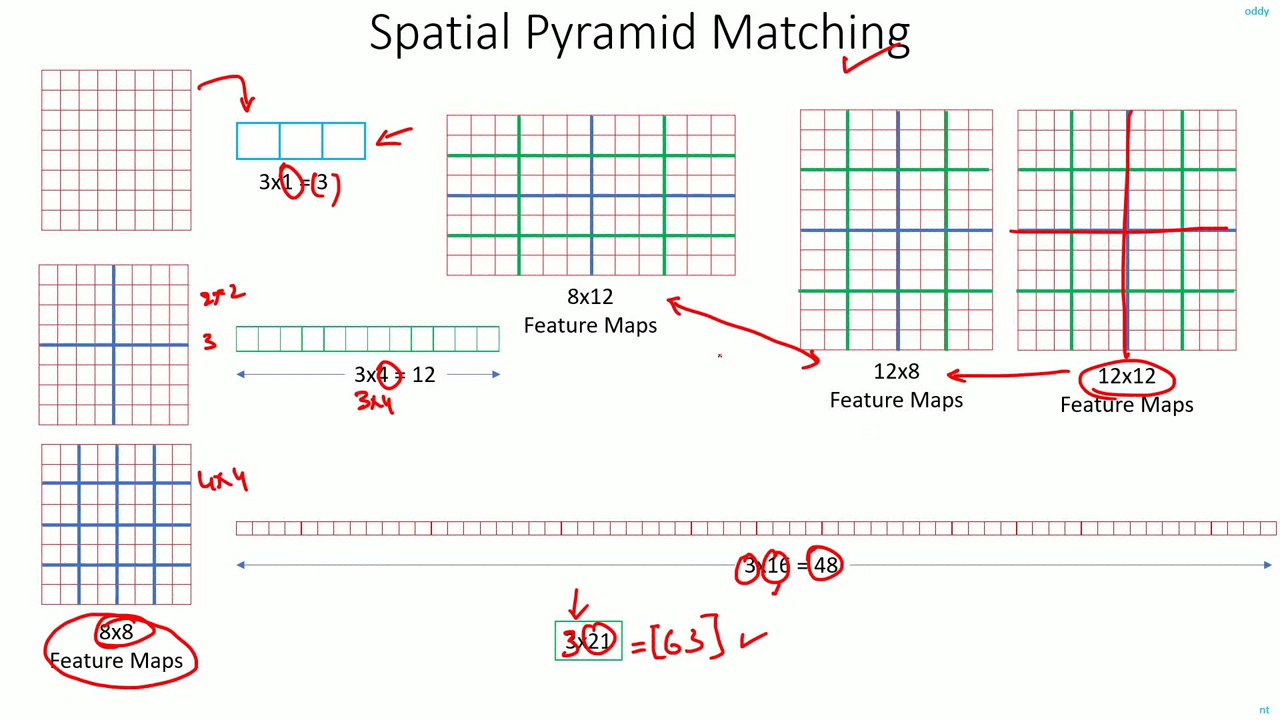 oddy
Spatial Pyramid Matching
3x1 = (3)
2x2
3
3x4 = 12
3x4
8x12
Feature Maps
12x8
Feature Maps
12x12
Feature Maps
4x4
3x16 = 48
8x8
Feature Maps
3x21 = [63]
nt